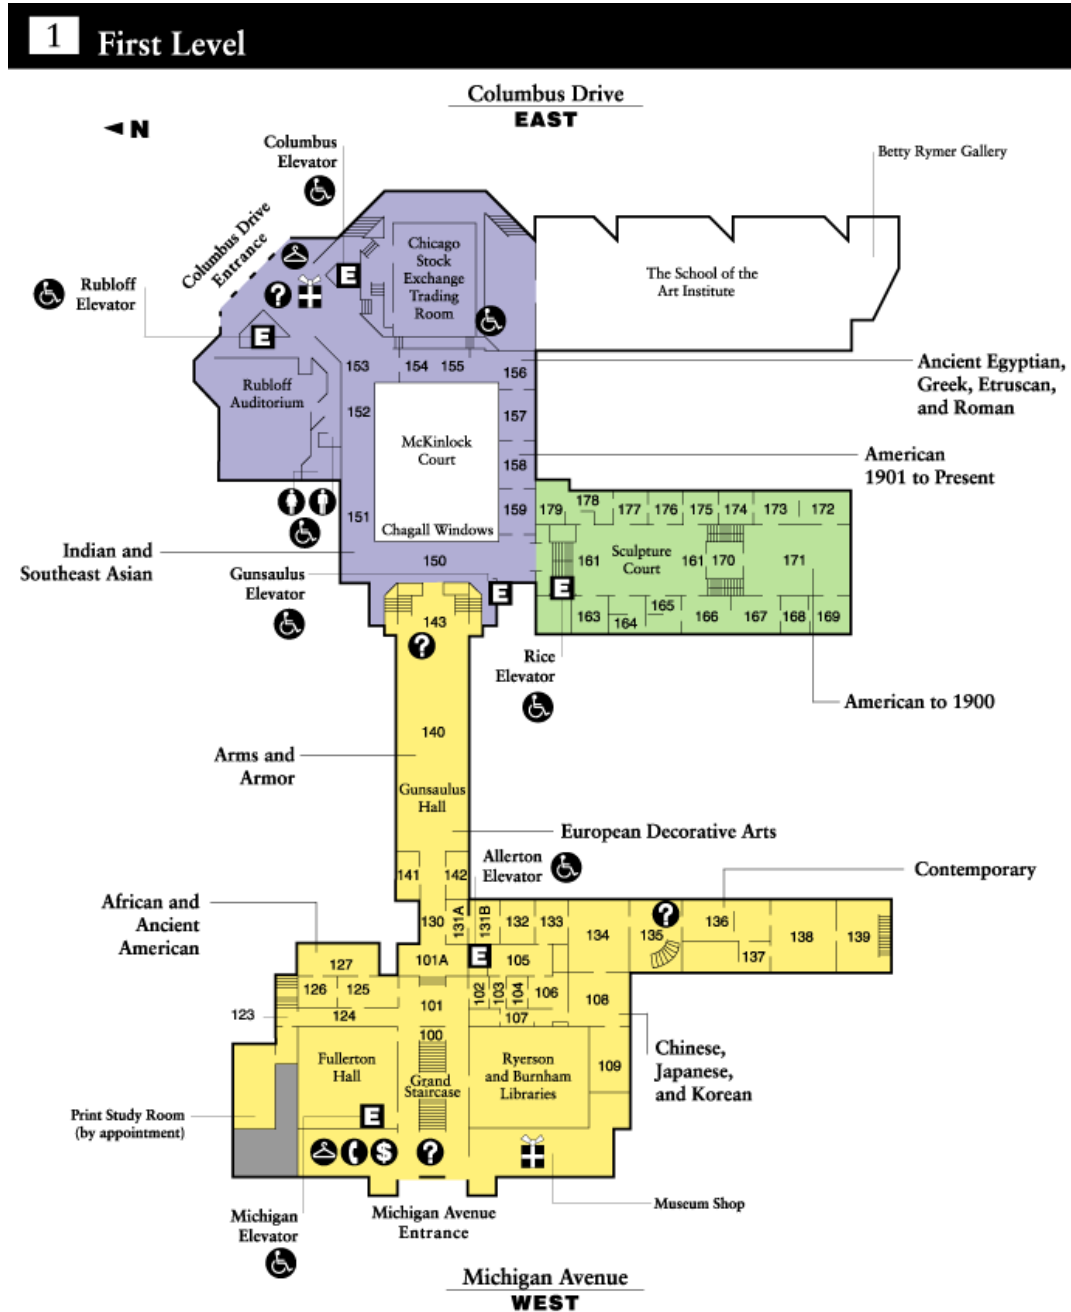 1 First Level
Columbus Drive
EAST
N
Columbus
Elevator
Betty Rymer Gallery
Columbus Drive
Entrance
Rubloff
Elevator
E
?
E
Chicago
Stock
Exchange
Trading
Room
The School of the
Art Institute
153
154
155
156
Rubloff
Auditorium
152
157
McKinlock
Court
158
151
159
Chagall Windows
150
Ancient Egyptian,
Greek, Etruscan,
and Roman
American
1901 to Present
179
178
177
176
175
174
173
172
161
Sculpture
Court
161
170
171
E
163
164
165
166
167
168
169
Indian and
Southeast Asian
Gunsaulus
Elevator
E
143
?
Rice
Elevator
American to 1900
140
Arms and
Armor
Gunsaulus
Hall
European Decorative Arts
Allerton
Elevator
Contemporary
141
142
African and
Ancient
American
130
131A
131B
132
133
134
?
135
136
137
138
139
127
101A
E
105
126
125
101
102
103
104
106
108
123
124
100
107
Fullerton
Hall
Grand
Staircase
Ryerson
and Burnham
Libraries
109
Chinese,
Japanese,
and Korean
Print Study Room
(by appointment)
E
$
?
Museum Shop
Michigan
Elevator
Michigan Avenue
Entrance
Michigan Avenue
WEST